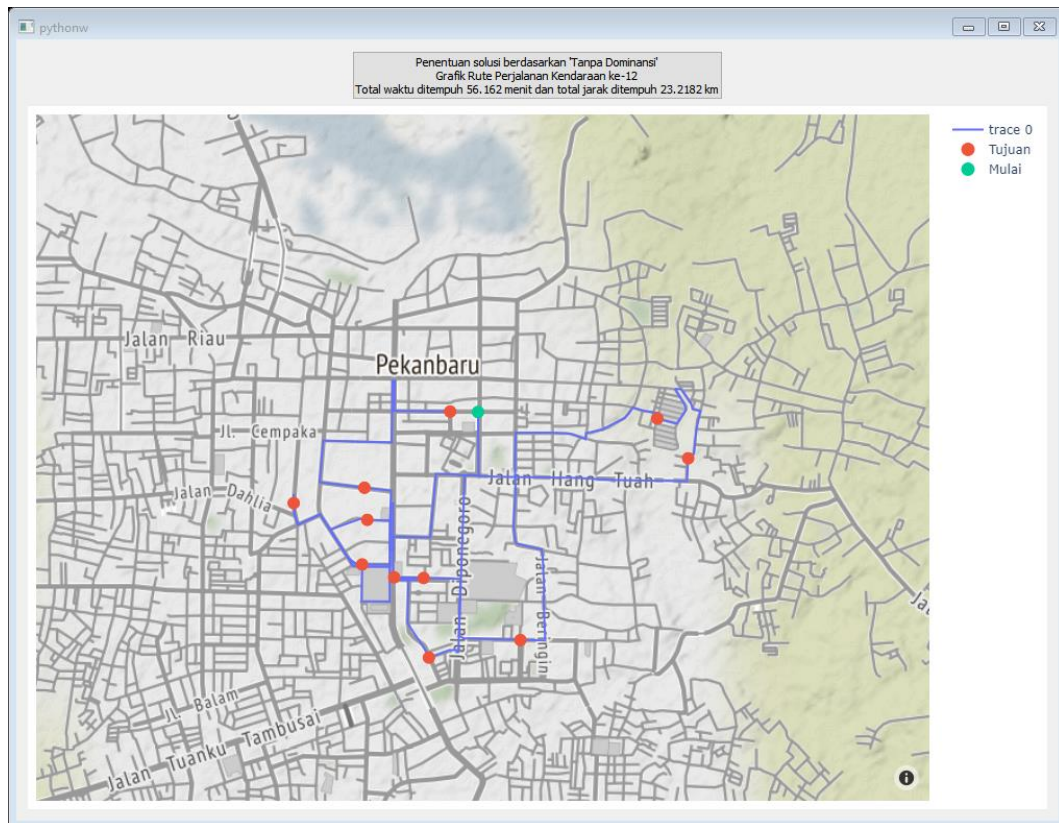 pythonw
Penentuan solusi berdasarkan 'Tanpa Dominansi'
Grafik Rute Perjalanan Kendaraan ke-12
Total waktu ditempuh 56.162 menit dan total jarak ditempuh 23.2182 km
trace 0
Tujuan
Mulai
Jalan Riau
Pekanbaru
Jl. Cempaka
Jalan Dahlia
Jalan Hang Tuah
Jalan Diponegoro
Jalan Beringin
Jl. Balam
Jalan Tuanku Tambusai